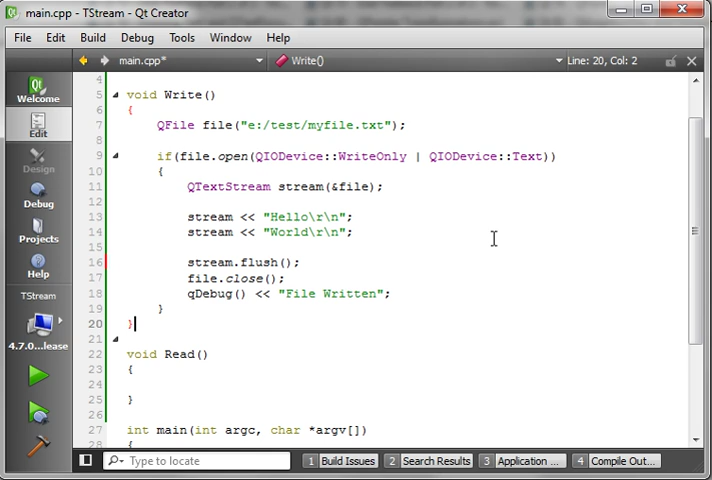 main.cpp - TStream - Qt Creator
File Edit Build Debug Tools Window Help
main.cpp* Write() Line: 20, Col: 2
Welcome
Edit
Design
Debug
Projects
Help
TStream
4.7.0...lease
4
5 void Write()
6 {
7 QFile file("e:/test/myfile.txt");
8
9 if(file.open(QIODevice::WriteOnly | QIODevice::Text))
10 {
11 QTextStream stream(&file);
12
13 stream << "Hello\r\n";
14 stream << "World\r\n";
15
16 stream.flush();
17 file.close();
18 qDebug() << "File Written";
19 }
20 }
21
22 void Read()
23 {
24
25 }
26
27 int main(int argc, char *argv[])
28 {
Type to locate 1 Build Issues 2 Search Results 3 Application ... 4 Compile Out...